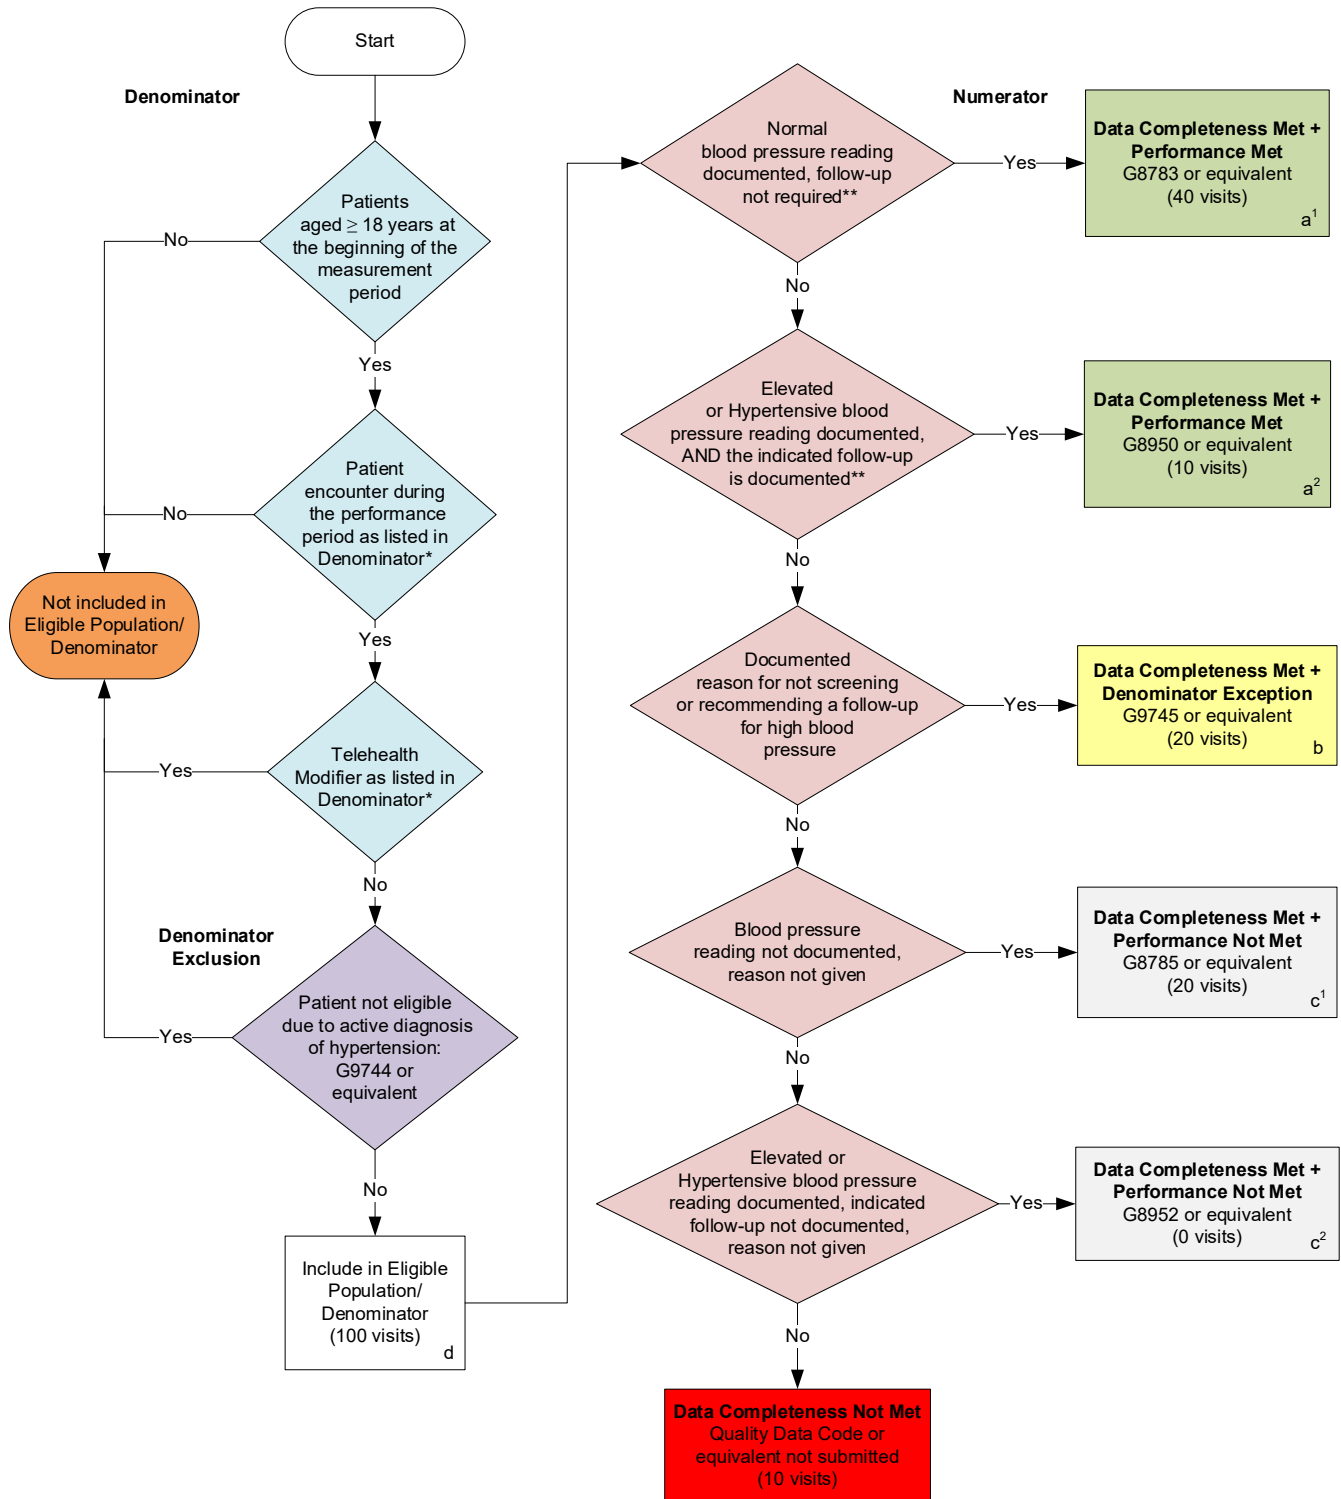 Start
Denominator
Patients
aged ≥ 18 years at
the beginning of the
measurement
period
No
Yes
Patient
encounter during
the performance
period as listed in
Denominator*
No
Not included in
Eligible Population/
Denominator
Yes
Telehealth
Modifier as listed in
Denominator*
Yes
No
Denominator
Exclusion
Patient not eligible
due to active diagnosis
of hypertension:
G9744 or
equivalent
Yes
No
Include in Eligible
Population/
Denominator
(100 visits)
d
Numerator
Normal
blood pressure reading
documented, follow-up
not required**
Yes
Data Completeness Met +
Performance Met
G8783 or equivalent
(40 visits)
a¹
No
Elevated
or Hypertensive blood
pressure reading documented,
AND the indicated follow-up
is documented**
Yes
Data Completeness Met +
Performance Met
G8950 or equivalent
(10 visits)
a²
No
Documented
reason for not screening
or recommending a follow-up
for high blood
pressure
Yes
Data Completeness Met +
Denominator Exception
G9745 or equivalent
(20 visits)
b
No
Blood pressure
reading not documented,
reason not given
Yes
Data Completeness Met +
Performance Not Met
G8785 or equivalent
(20 visits)
c¹
No
Elevated or
Hypertensive blood pressure
reading documented, indicated
follow-up not documented,
reason not given
Yes
Data Completeness Met +
Performance Not Met
G8952 or equivalent
(0 visits)
c²
No
Data Completeness Not Met
Quality Data Code or
equivalent not submitted
(10 visits)